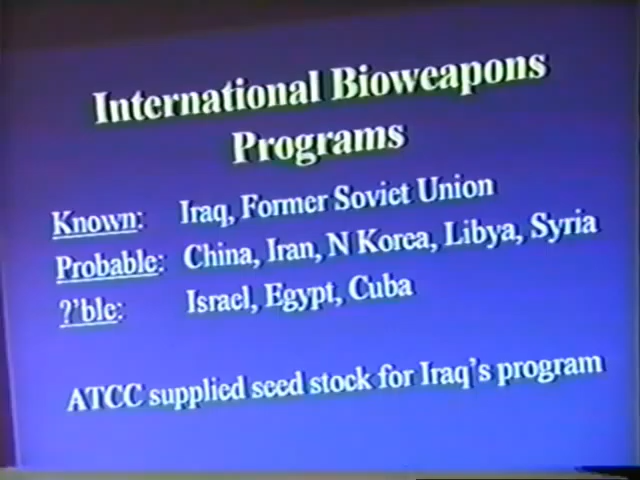 International Bioweapons
Programs
Known: Iraq, Former Soviet Union
Probable: China, Iran, N Korea, Libya, Syria
?'ble: Israel, Egypt, Cuba
ATCC supplied seed stock for Iraq's program